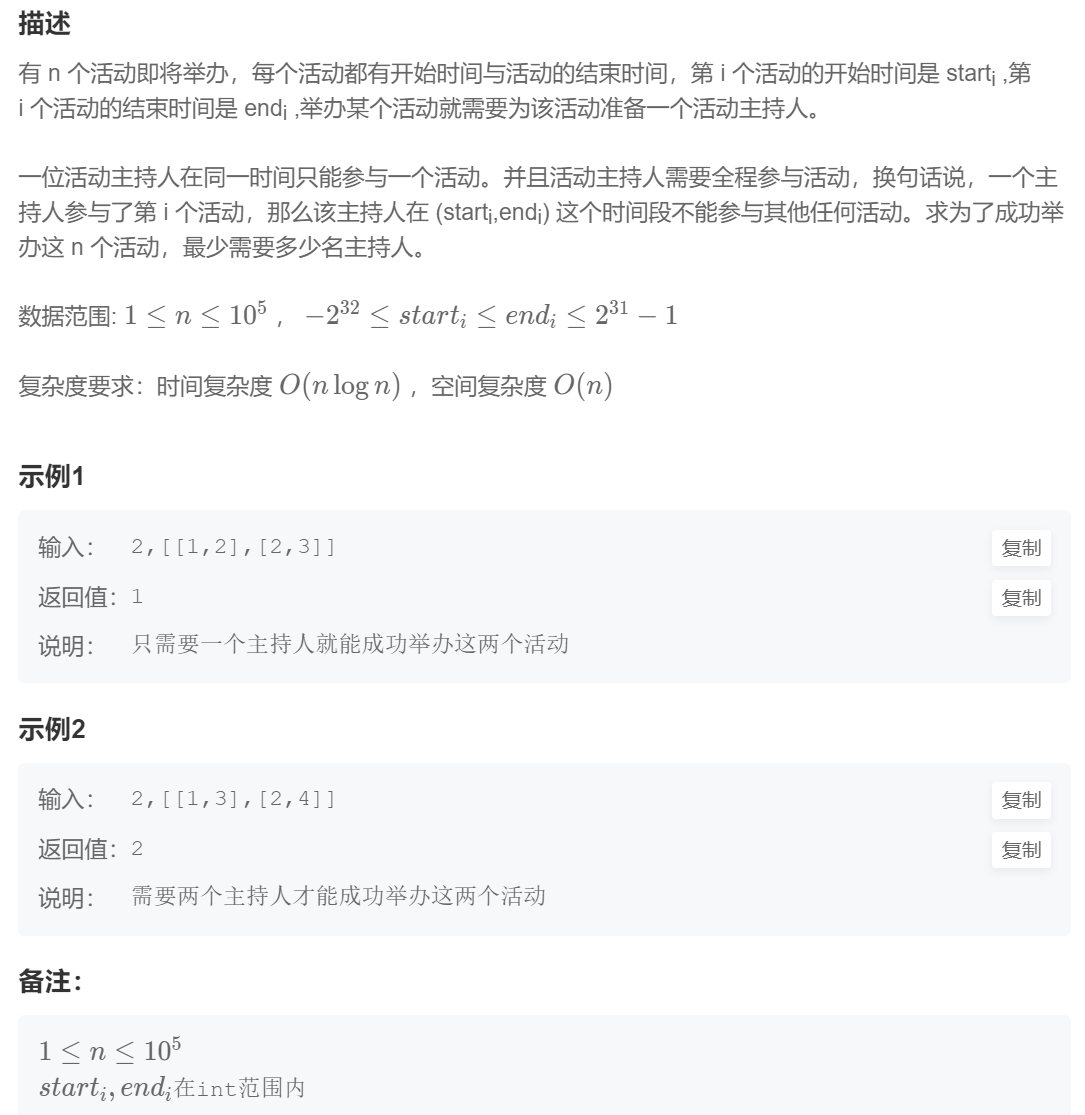 描述
有 n 个活动即将举办，每个活动都有开始时间与活动的结束时间，第 i 个活动的开始时间是 starti ,第
i 个活动的结束时间是 endi ,举办某个活动就需要为该活动准备一个活动主持人。
一位活动主持人在同一时间只能参与一个活动。并且活动主持人需要全程参与活动，换句话说，一个主
持人参与了第 i 个活动，那么该主持人在 (starti,endi) 这个时间段不能参与其他任何活动。求为了成功举
办这 n 个活动，最少需要多少名主持人。
数据范围: 1 ≤ n ≤ 10^5 ， −2^32 ≤ start_i ≤ end_i ≤ 2^31 − 1
复杂度要求：时间复杂度 O(n log n) ，空间复杂度 O(n)
示例1
输入： 2,[[1,2],[2,3]] 复制
返回值： 1 复制
说明： 只需要一个主持人就能成功举办这两个活动
示例2
输入： 2,[[1,3],[2,4]] 复制
返回值： 2 复制
说明： 需要两个主持人才能成功举办这两个活动
备注：
1 ≤ n ≤ 10^5
start_i, end_i在int范围内